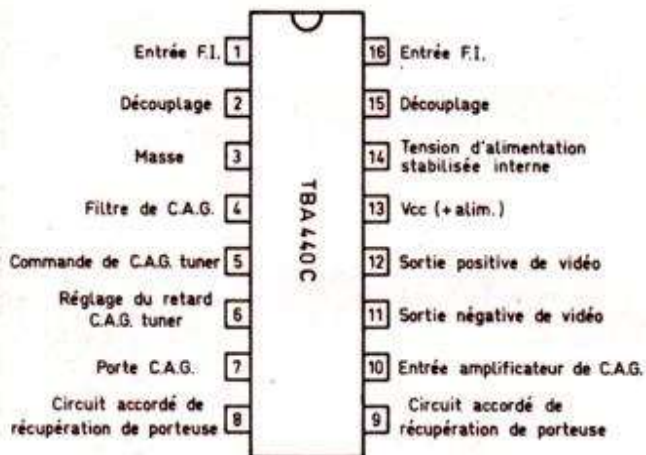 Entrée F.I. 1
Découplage 2
Masse 3
Filtre de C.A.G. 4
Commande de C.A.G. tuner 5
Réglage du retard
C.A.G. tuner 6
Porte C.A.G. 7
Circuit accordé de
récupération de porteuse 8
TBA440C
16 Entrée F.I.
15 Découplage
14 Tension d'alimentation
stabilisée interne
13 Vcc (+ alim.)
12 Sortie positive de vidéo
11 Sortie négative de vidéo
10 Entrée amplificateur de C.A.G.
9 Circuit accordé de
récupération de porteuse